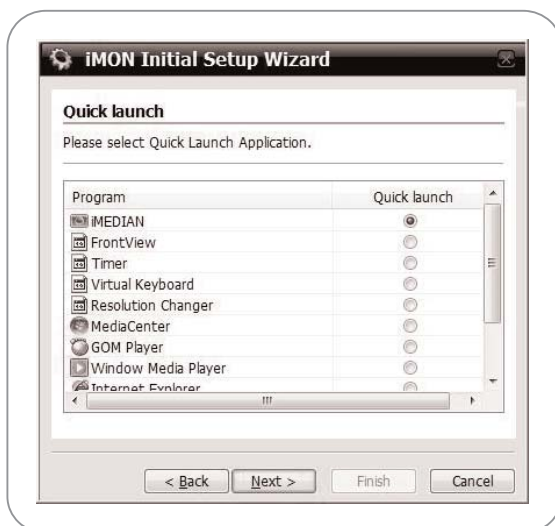 iMON Initial Setup Wizard
Quick launch
Please select Quick Launch Application.
Program Quick launch
iMEDIAN
FrontView
Timer
Virtual Keyboard
Resolution Changer
MediaCenter
GOM Player
Window Media Player
Internet Explorer
< Back Next > Finish Cancel